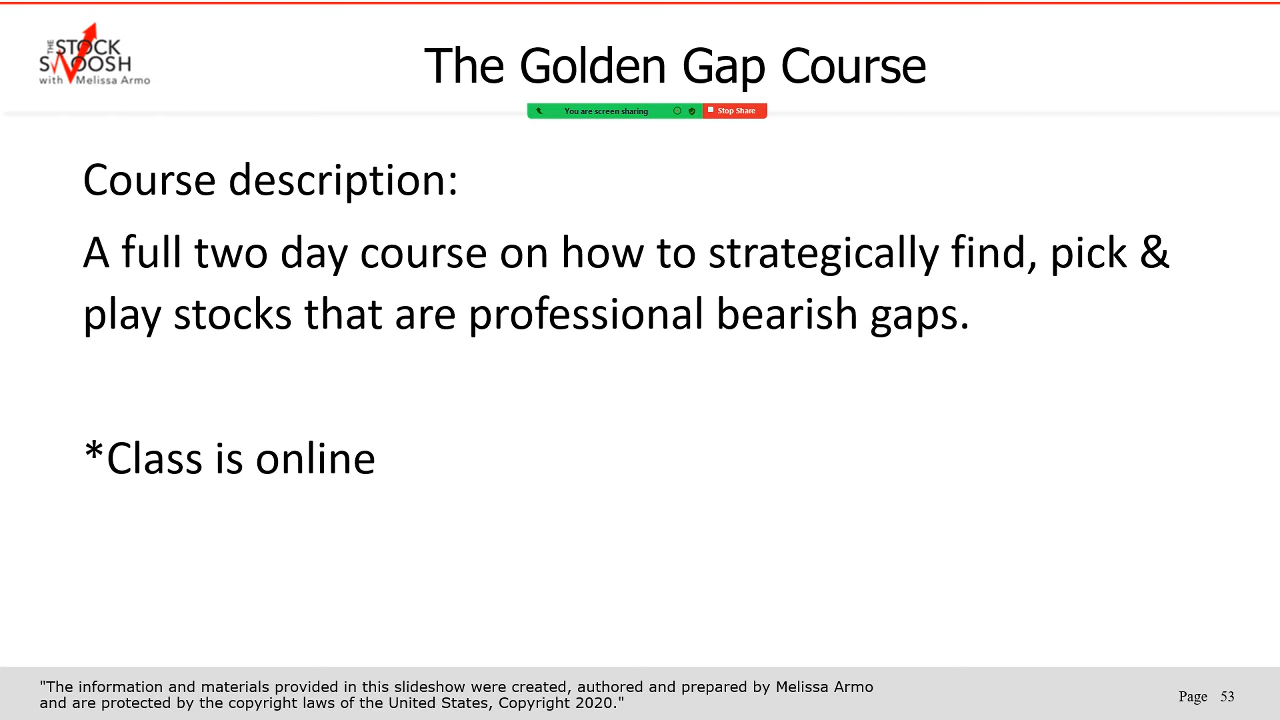 THE STOCK
SWOOSH
with Melissa Armo
The Golden Gap Course
You are screen sharing
Stop Share
Course description:
A full two day course on how to strategically find, pick &
play stocks that are professional bearish gaps.
*Class is online
"The information and materials provided in this slideshow were created, authored and prepared by Melissa Armo
and are protected by the copyright laws of the United States, Copyright 2020."
Page 53